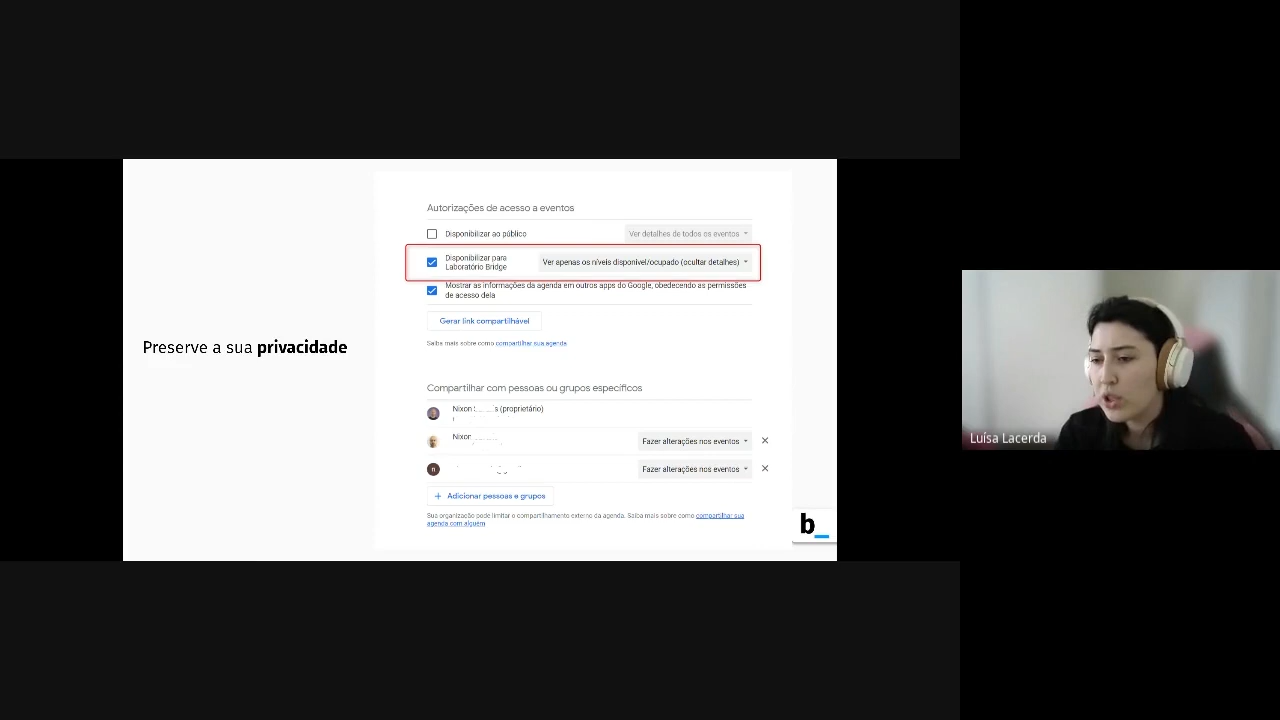 Autorizações de acesso a eventos
Disponibilizar ao público
Ver detalhes de todos os eventos
Disponibilizar para
Laboratório Bridge
Ver apenas os níveis disponível/ocupado (ocultar detalhes)
Mostrar as informações da agenda em outros apps do Google, obedecendo as permissões
de acesso dela
Gerar link compartilhável
Saiba mais sobre como compartilhar sua agenda
Preserve a sua privacidade
Compartilhar com pessoas ou grupos específicos
Nixon (proprietário)
Nixon
Fazer alterações nos eventos
n
Fazer alterações nos eventos
+ Adicionar pessoas e grupos
Sua organização pode limitar o compartilhamento externo da agenda. Saiba mais sobre como compartilhar sua
agenda com alguém
b_
Luísa Lacerda